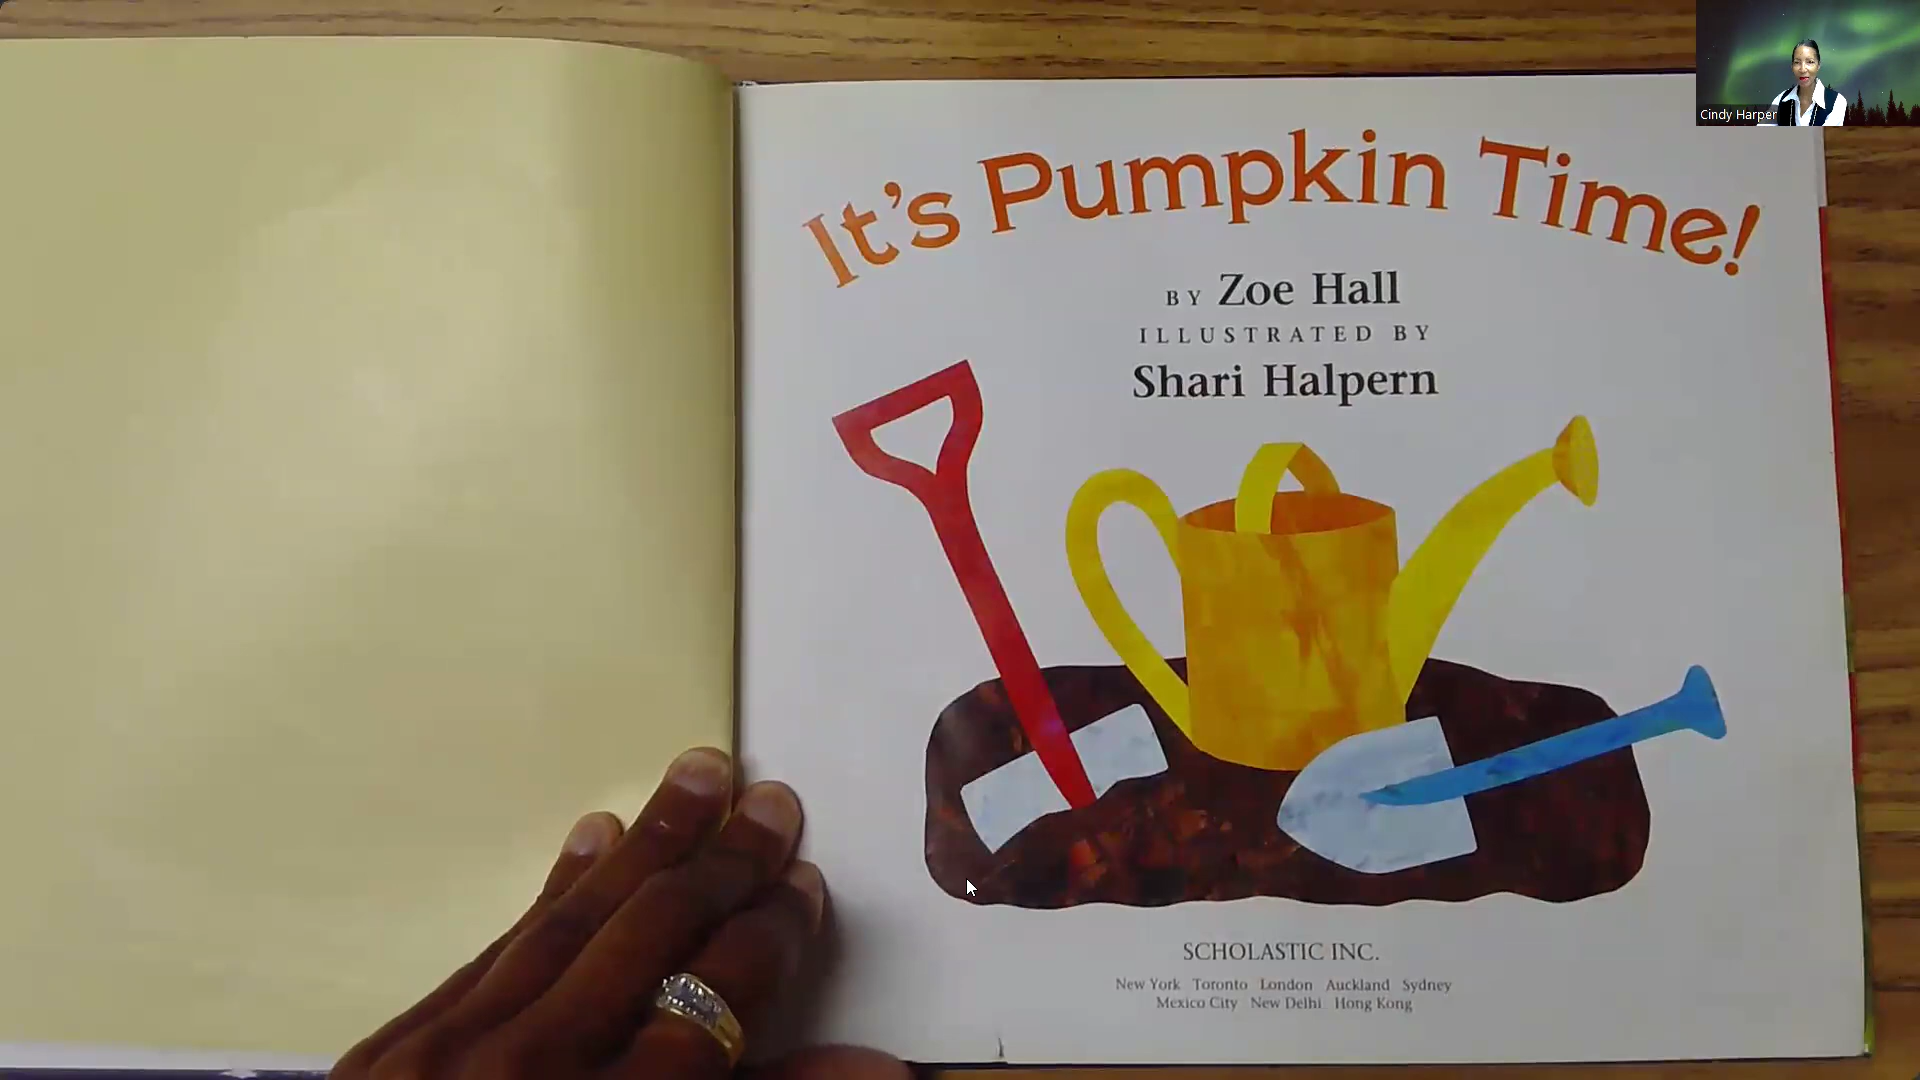 Cindy Harper
It's Pumpkin Time!
BY Zoe Hall
ILLUSTRATED BY
Shari Halpern
SCHOLASTIC INC.
New York Toronto London Auckland Sydney
Mexico City New Delhi Hong Kong